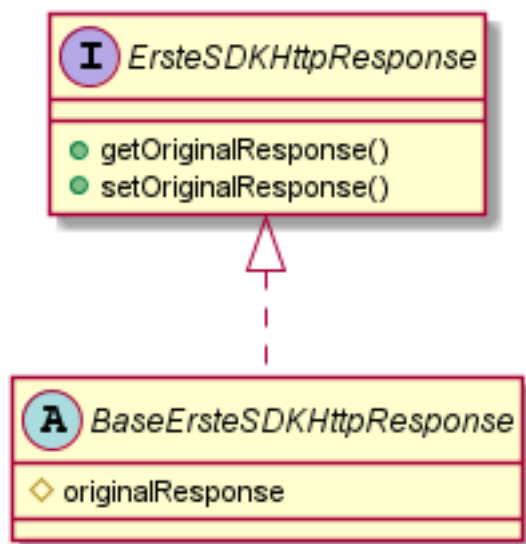 I ErsteSDKHttpResponse
getOriginalResponse()
setOriginalResponse()
A BaseErsteSDKHttpResponse
originalResponse